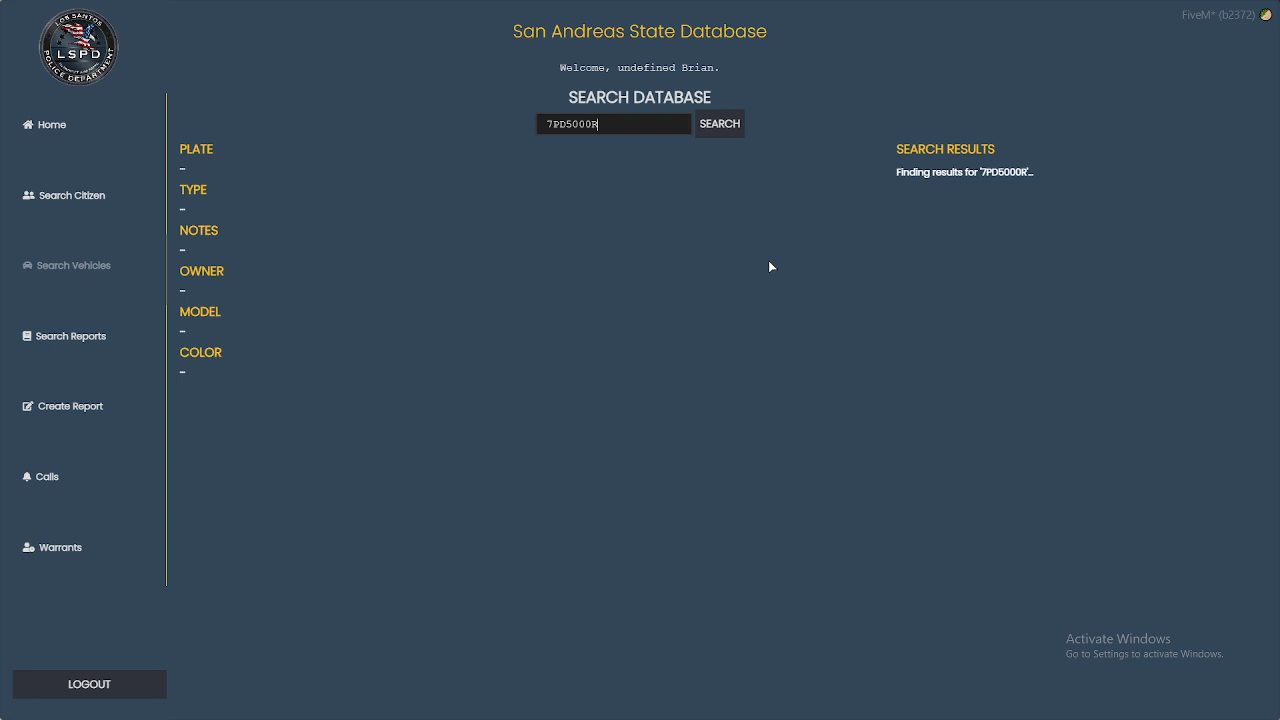 LOS SANTOS
LSPD
POLICE DEPARTMENT
FiveM* (b2372)
San Andreas State Database
Welcome, undefined Brian.
SEARCH DATABASE
7PD5000R
SEARCH
Home
Search Citizen
Search Vehicles
Search Reports
Create Report
Calls
Warrants
LOGOUT
PLATE
-
TYPE
-
NOTES
-
OWNER
-
MODEL
-
COLOR
-
SEARCH RESULTS
Finding results for '7PD5000R'...
Activate Windows
Go to Settings to activate Windows.